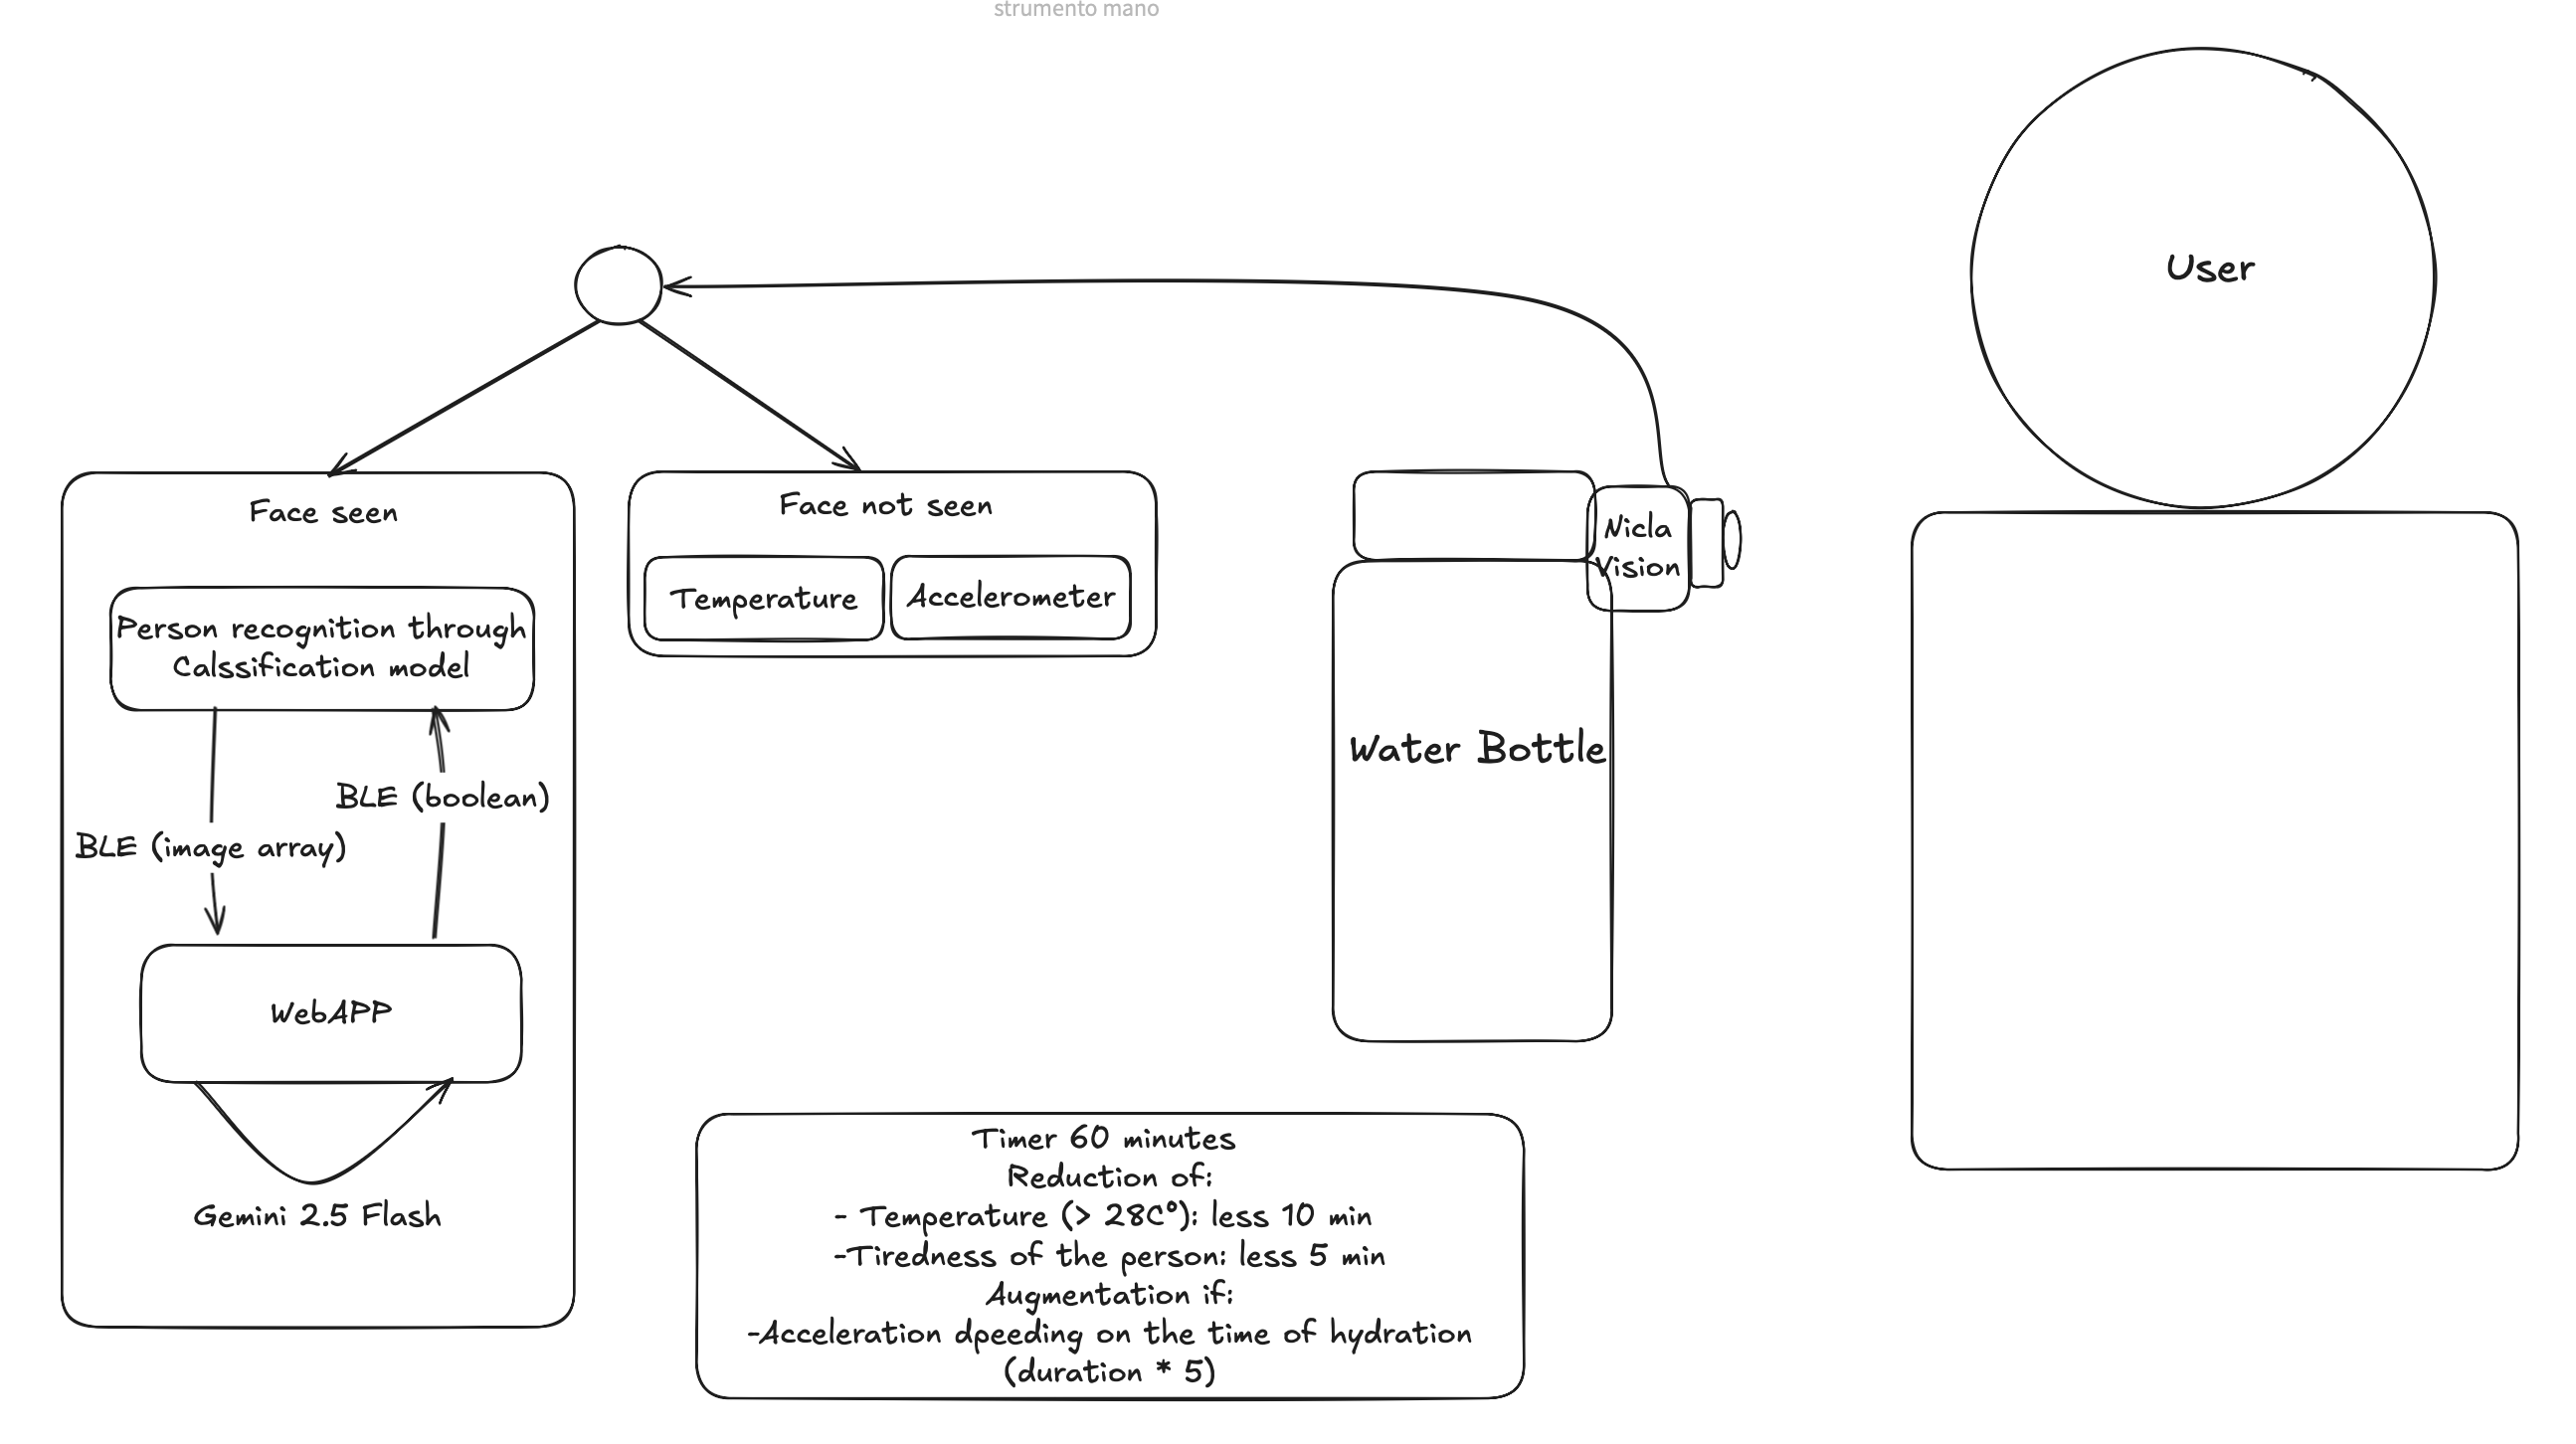 strumento mano
User
Face seen
Person recognition through
Calssification model
BLE (boolean)
BLE (image array)
WebAPP
Gemini 2.5 Flash
Face not seen
Temperature
Accelerometer
Nicla
Vision
Water Bottle
Timer 60 minutes
Reduction of:
- Temperature (> 28C°): less 10 min
-Tiredness of the person: less 5 min
Augmentation if:
-Acceleration dpeeding on the time of hydration
(duration * 5)